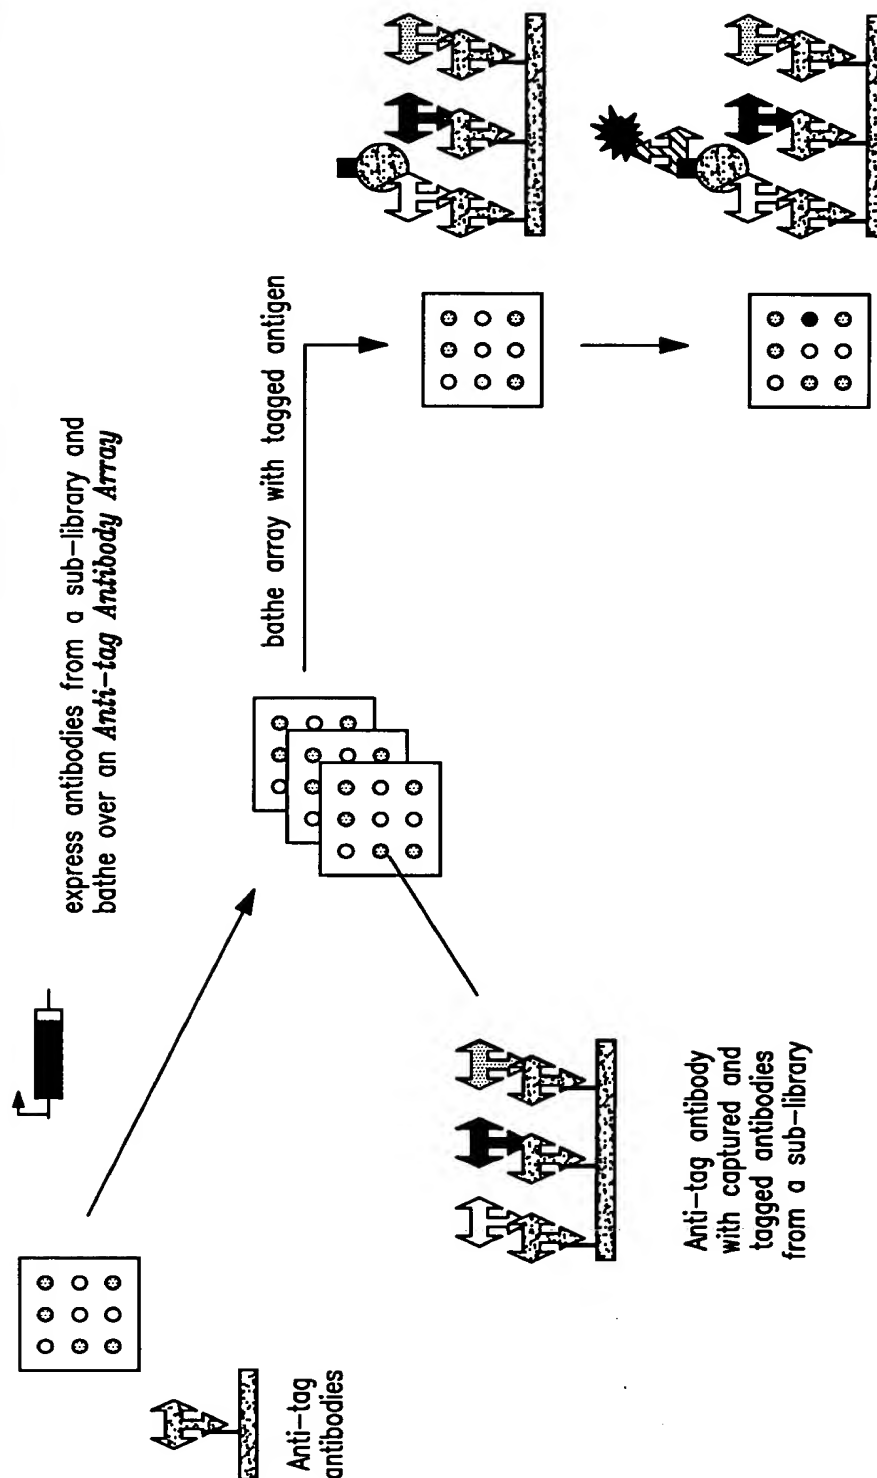 Anti-tag
antibodies
express antibodies from a sub-library and
bathe over an Anti-tag Antibody Array
Anti-tag antibody
with captured and
tagged antibodies
from a sub-library
bathe array with tagged antigen